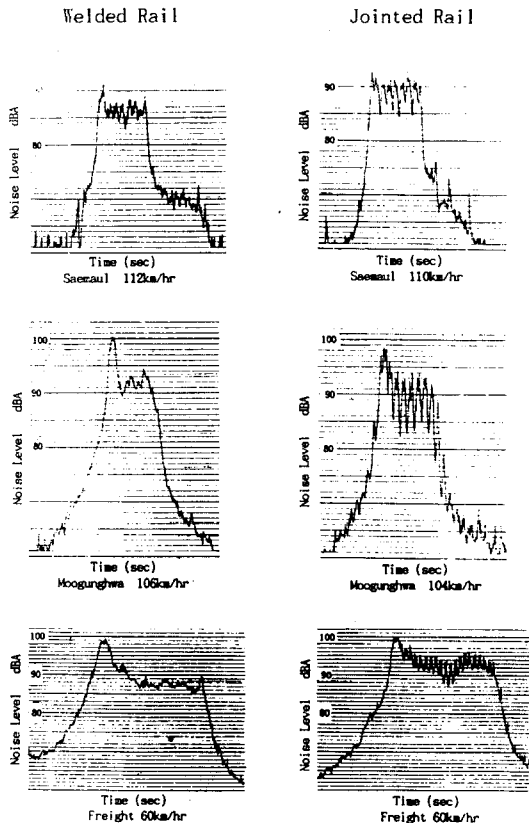 Welded Rail
Jointed Rail
Noise Level dBA
80
Time (sec)
Saemaul 112km/hr
Noise Level dBA
90
80
Time (sec)
Saemaul 110km/hr
Noise Level dBA
100
90
80
Time (sec)
Moogunghwa 106km/hr
Noise Level dBA
100
90
80
Time (sec)
Moogunghwa 104km/hr
Noise Level dBA
100
90
80
Time (sec)
Freight 60km/hr
Noise Level dBA
100
90
80
Time (sec)
Freight 60km/hr